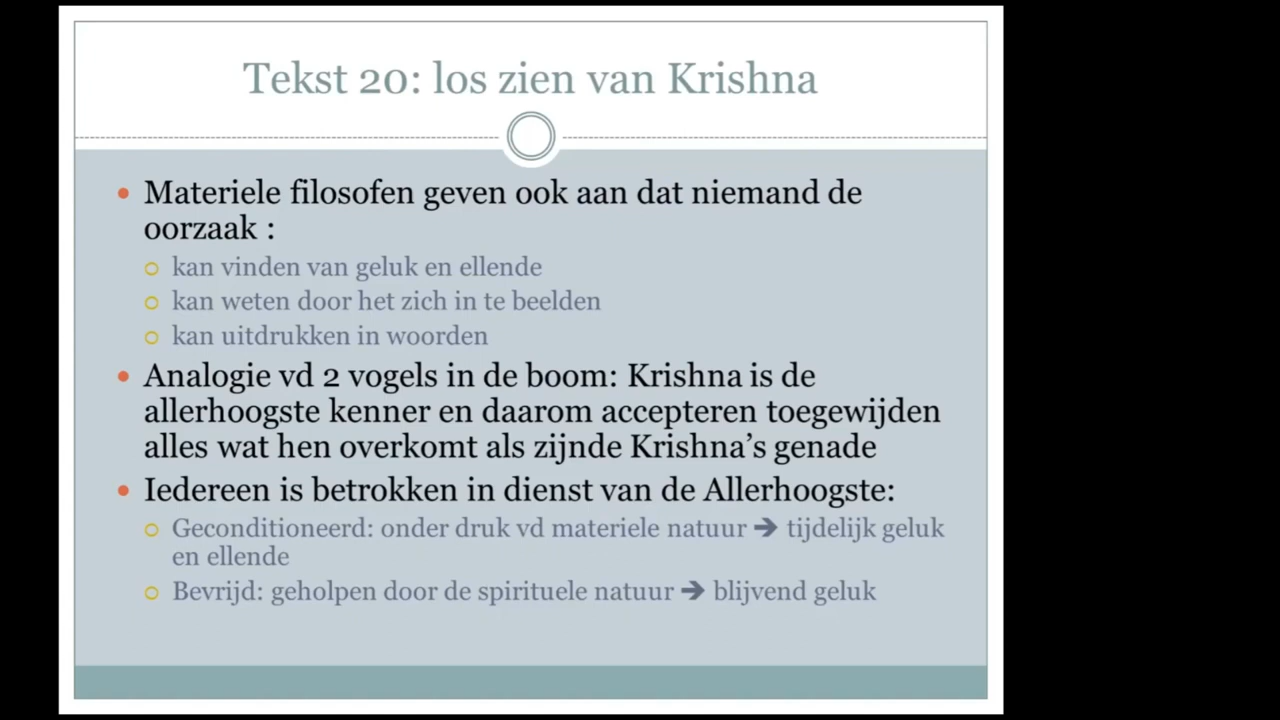 Tekst 20: los zien van Krishna
• Materiele filosofen geven ook aan dat niemand de
oorzaak :
○ kan vinden van geluk en ellende
○ kan weten door het zich in te beelden
○ kan uitdrukken in woorden
• Analogie vd 2 vogels in de boom: Krishna is de
allerhoogste kenner en daarom accepteren toegewijden
alles wat hen overkomt als zijnde Krishna’s genade
• Iedereen is betrokken in dienst van de Allerhoogste:
○ Geconditioneerd: onder druk vd materiele natuur ➔ tijdelijk geluk
en ellende
○ Bevrijd: geholpen door de spirituele natuur ➔ blijvend geluk